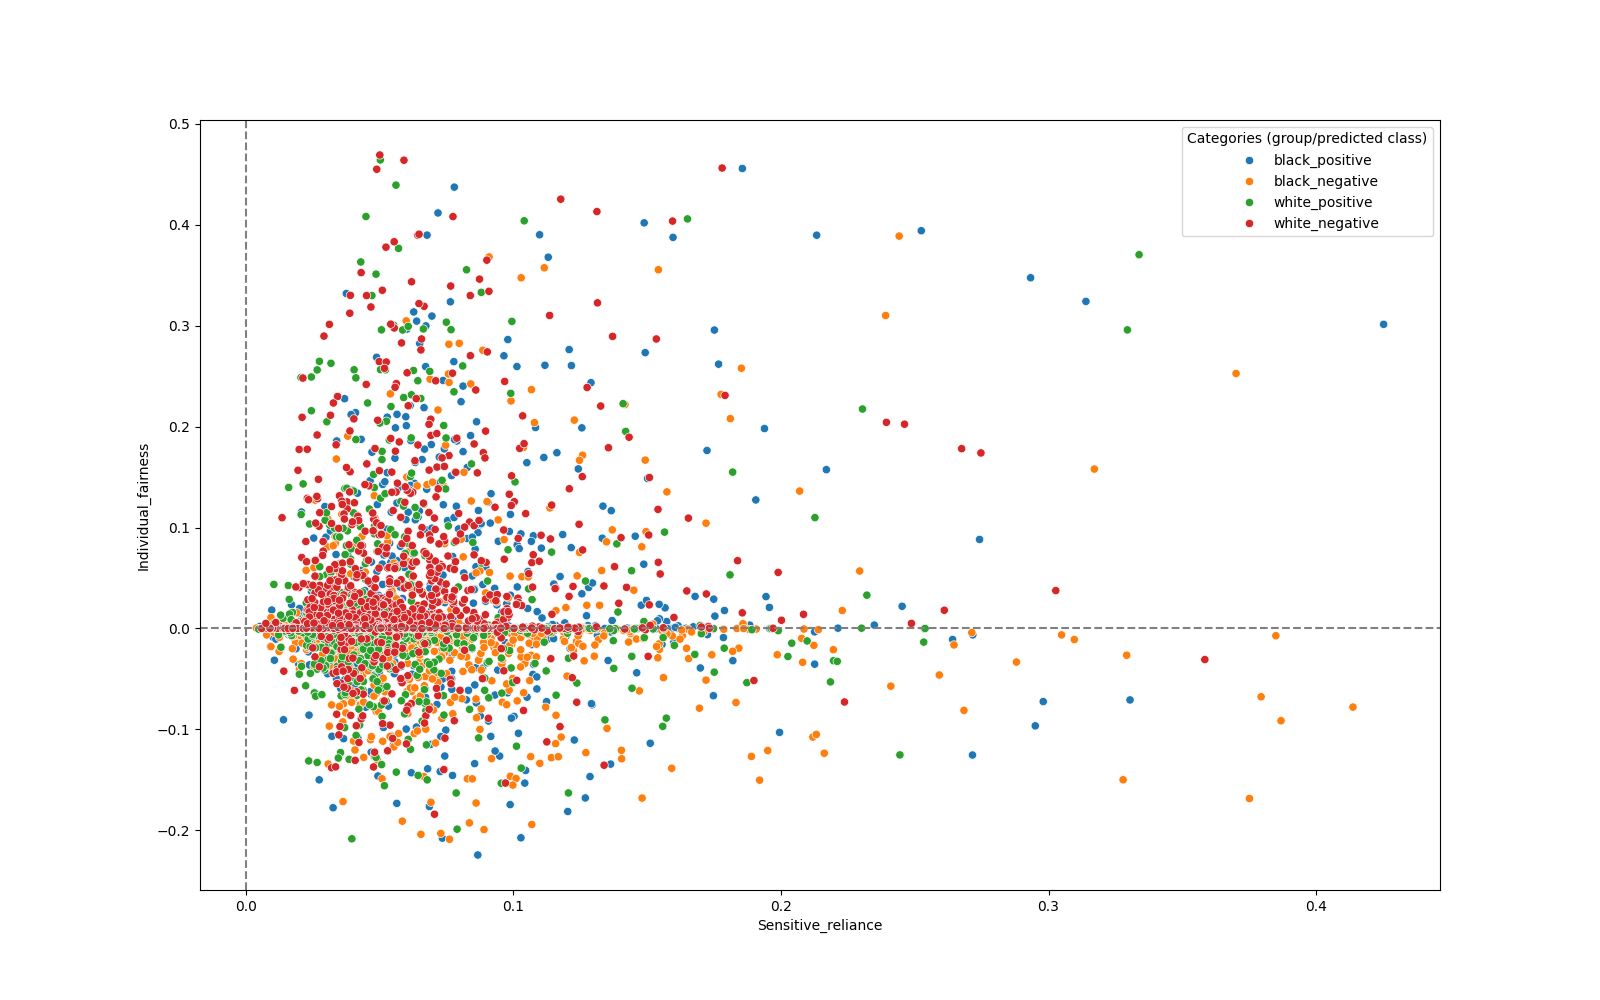 Categories (group/predicted class)
black_positive
black_negative
white_positive
white_negative
0.5
0.4
0.3
0.2
0.1
0.0
−0.1
−0.2
Individual_fairness
0.0
0.1
0.2
0.3
0.4
Sensitive_reliance